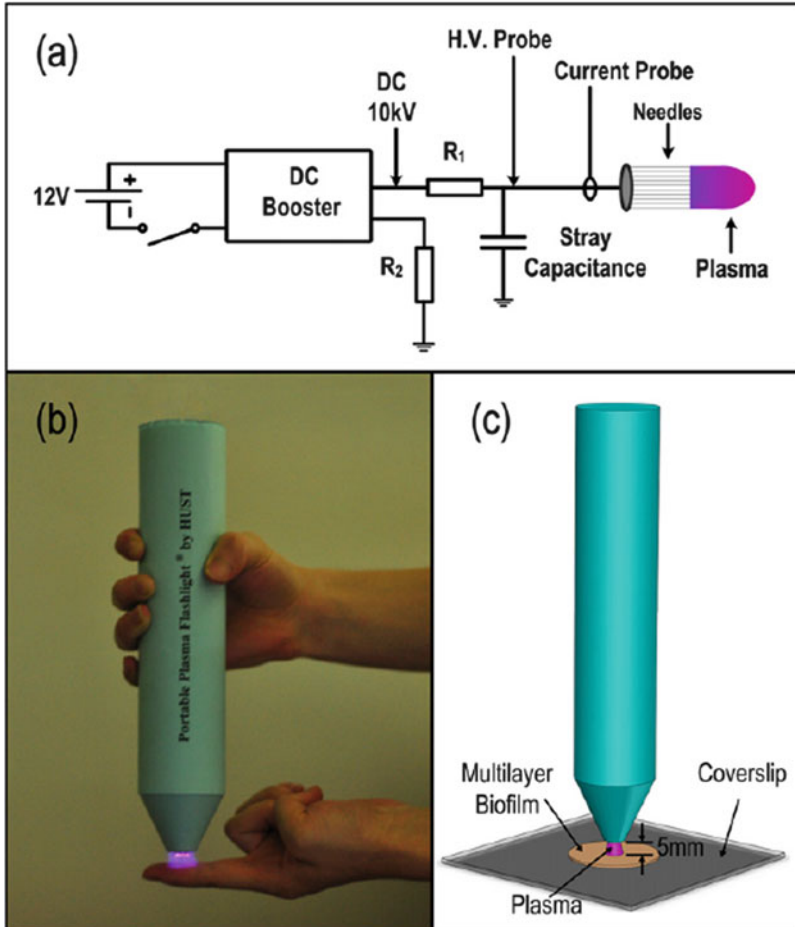 (a)
H.V. Probe
DC
10kV
Current Probe
Needles
R₁
12V
+
-
DC
Booster
R₂
Stray
Capacitance
Plasma
(b)
Portable Plasma Flashlight ® by HUST
(c)
Multilayer
Biofilm
Coverslip
5mm
Plasma